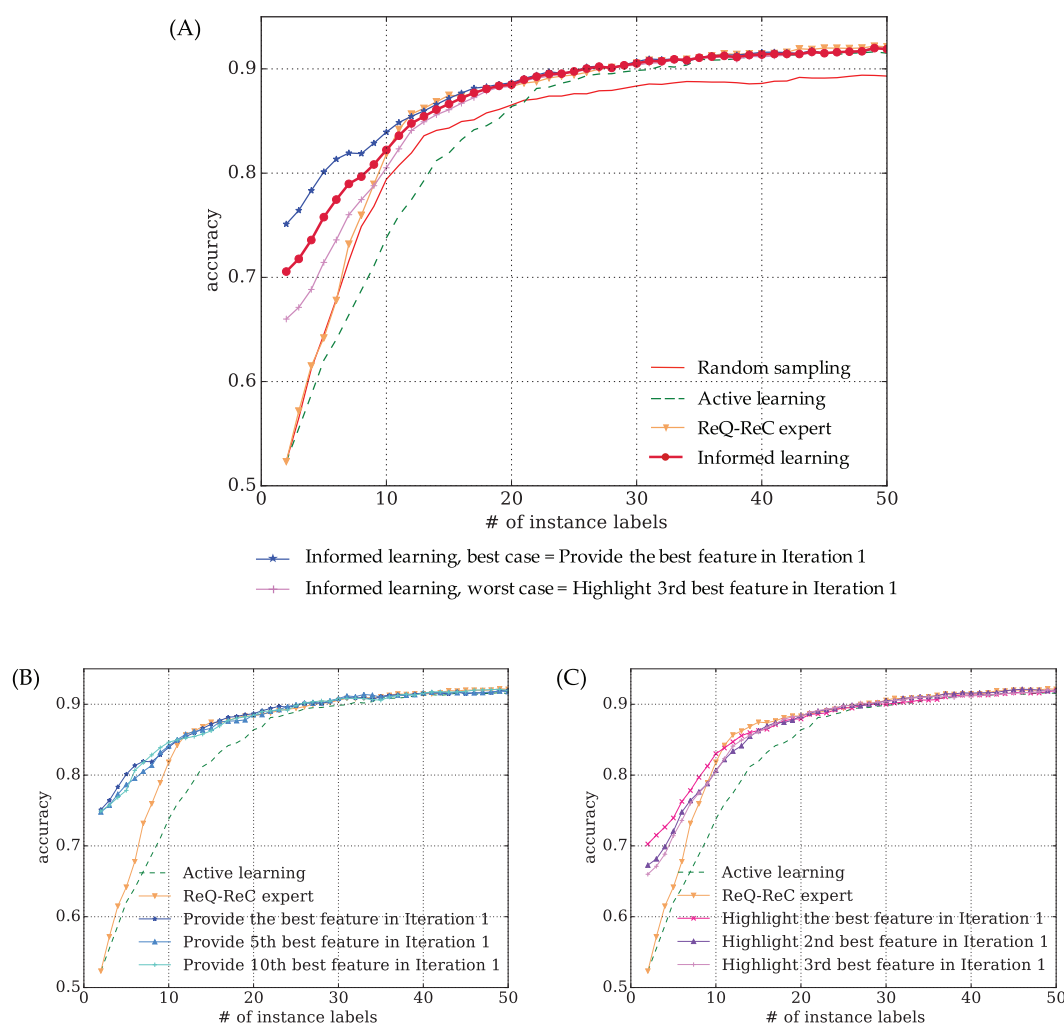 (A)
0.9
0.8
0.7
0.6
0.5
accuracy
Random sampling
Active learning
ReQ-ReC expert
Informed learning
0 10 20 30 40 50
# of instance labels
Informed learning, best case = Provide the best feature in Iteration 1
Informed learning, worst case = Highlight 3rd best feature in Iteration 1
(B)
0.9
0.8
0.7
0.6
0.5
accuracy
Active learning
ReQ-ReC expert
Provide the best feature in Iteration 1
Provide 5th best feature in Iteration 1
Provide 10th best feature in Iteration 1
0 10 20 30 40 50
# of instance labels
(C)
0.9
0.8
0.7
0.6
0.5
accuracy
Active learning
ReQ-ReC expert
Highlight the best feature in Iteration 1
Highlight 2nd best feature in Iteration 1
Highlight 3rd best feature in Iteration 1
0 10 20 30 40 50
# of instance labels